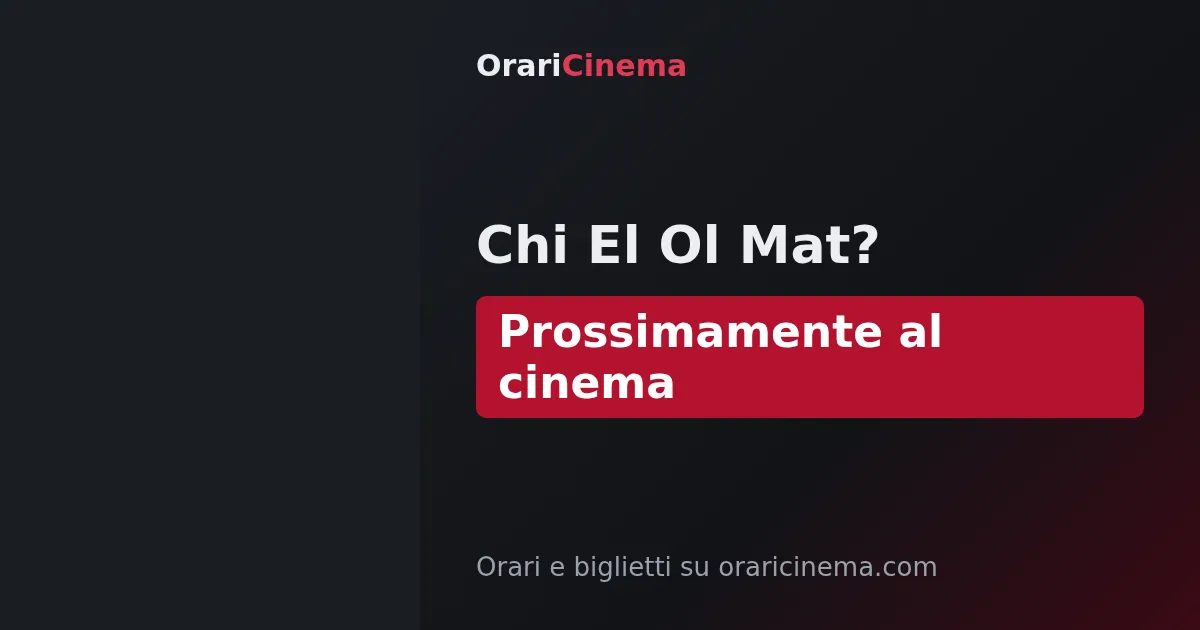 OrariCinema
Chi El Ol Mat?
Prossimamente al
cinema
Orari e biglietti su oraricinema.com